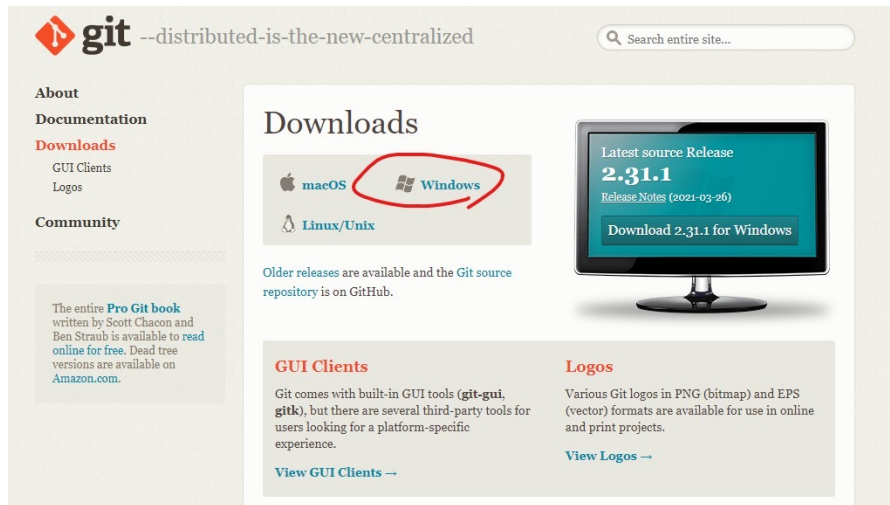 git --distributed-is-the-new-centralized
Search entire site...
About
Documentation
Downloads
GUI Clients
Logos
Community
The entire Pro Git book
written by Scott Chacon and
Ben Straub is available to read
online for free. Dead tree
versions are available on
Amazon.com.
Downloads
macOS
Windows
Linux/Unix
Older releases are available and the Git source
repository is on GitHub.
Latest source Release
2.31.1
Release Notes (2021-03-26)
Download 2.31.1 for Windows
GUI Clients
Git comes with built-in GUI tools (git-gui,
gitk), but there are several third-party tools for
users looking for a platform-specific
experience.
View GUI Clients →
Logos
Various Git logos in PNG (bitmap) and EPS
(vector) formats are available for use in online
and print projects.
View Logos →